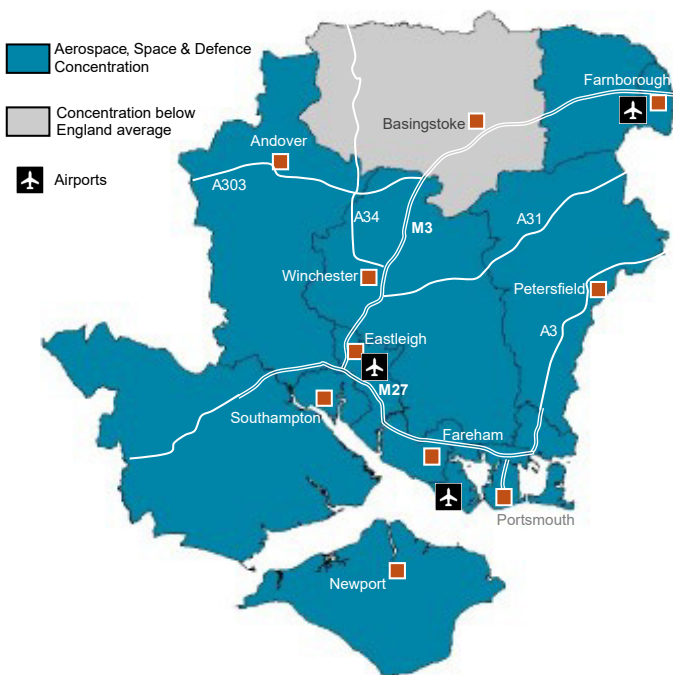 Aerospace, Space & Defence
Concentration
Concentration below
England average
Airports
Farnborough
Basingstoke
Andover
A303
A34
M3
A31
Winchester
Petersfield
A3
Eastleigh
M27
Southampton
Fareham
Portsmouth
Newport